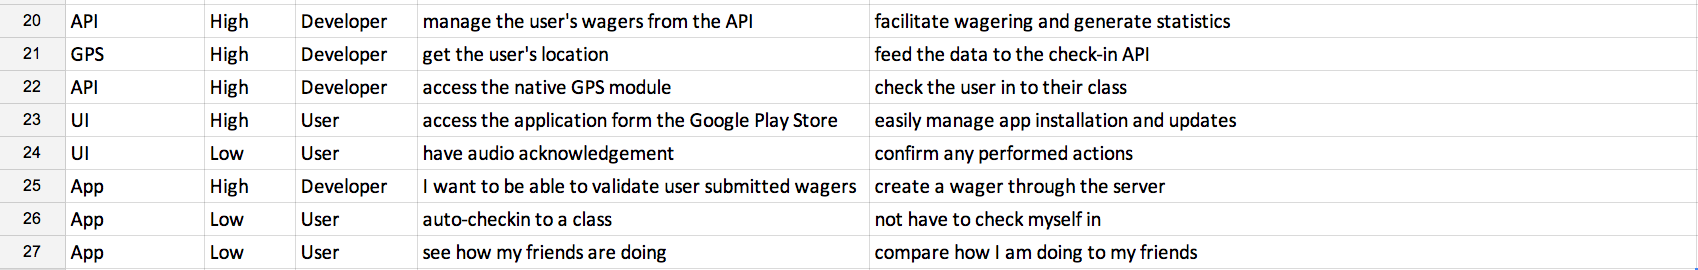 20 API High Developer manage the user's wagers from the API facilitate wagering and generate statistics
21 GPS High Developer get the user's location feed the data to the check-in API
22 API High Developer access the native GPS module check the user in to their class
23 UI High User access the application form the Google Play Store easily manage app installation and updates
24 UI Low User have audio acknowledgement confirm any performed actions
25 App High Developer I want to be able to validate user submitted wagers create a wager through the server
26 App Low User auto-checkin to a class not have to check myself in
27 App Low User see how my friends are doing compare how I am doing to my friends